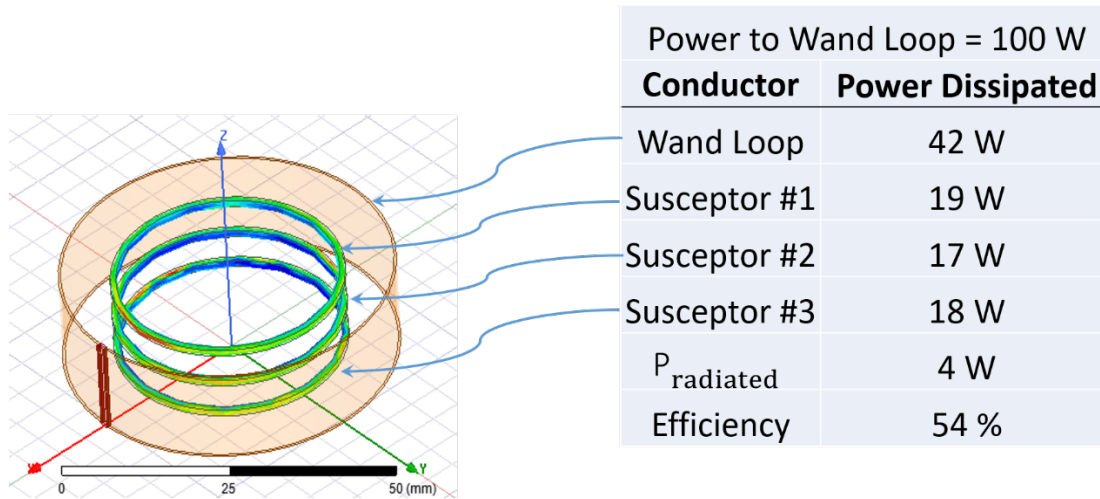 Power to Wand Loop = 100 W
Conductor Power Dissipated
Wand Loop 42 W
Susceptor #1 19 W
Susceptor #2 17 W
Susceptor #3 18 W
P_radiated 4 W
Efficiency 54 %
Z
X Y
0 25 50 (mm)